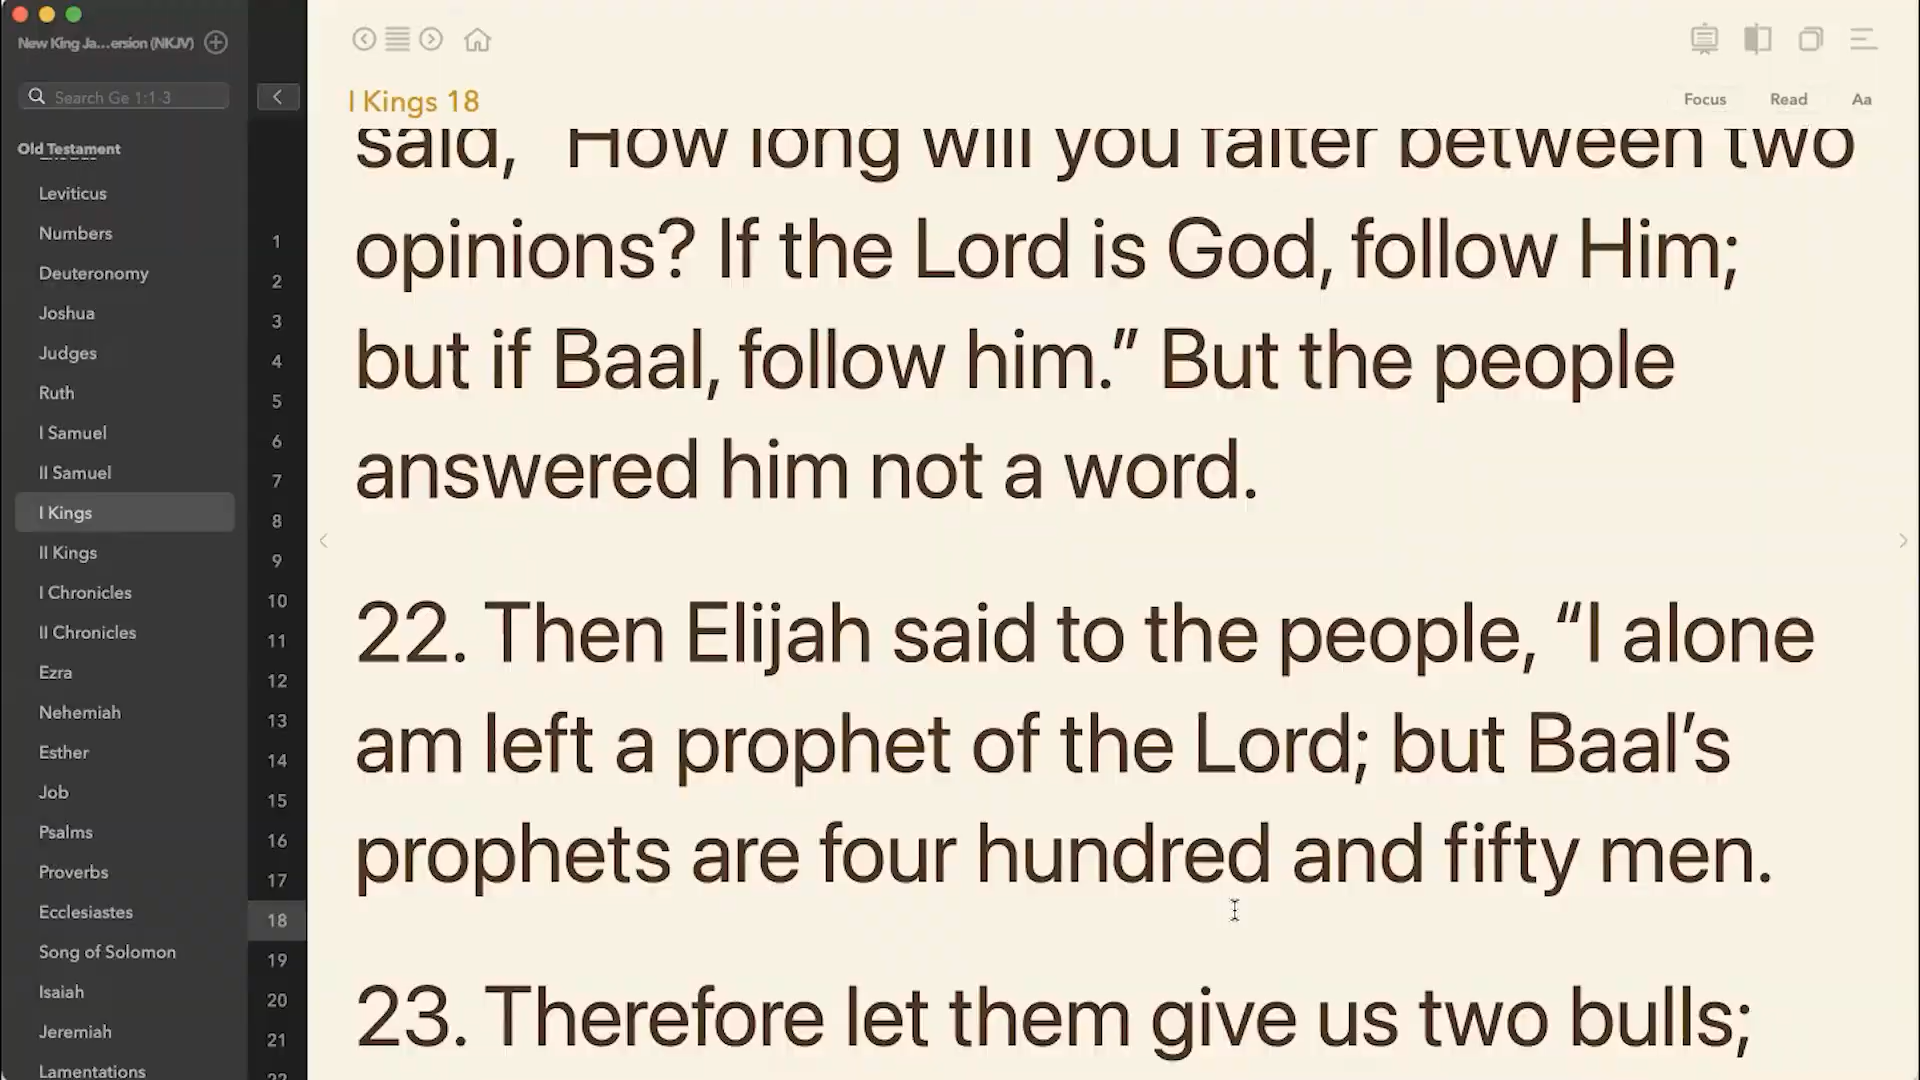 New King Ja...ersion (NKJV)
Search Ge 1:1-3
Old Testament
Leviticus
Numbers
Deuteronomy
Joshua
Judges
Ruth
I Samuel
II Samuel
I Kings
II Kings
I Chronicles
II Chronicles
Ezra
Nehemiah
Esther
Job
Psalms
Proverbs
Ecclesiastes
Song of Solomon
Isaiah
Jeremiah
Lamentations
1
2
3
4
5
6
7
8
9
10
11
12
13
14
15
16
17
18
19
20
21
22
I Kings 18
Focus
Read
Aa
said, “How long will you falter between two
opinions? If the Lord is God, follow Him;
but if Baal, follow him.” But the people
answered him not a word.
22. Then Elijah said to the people, “I alone
am left a prophet of the Lord; but Baal’s
prophets are four hundred and fifty men.
23. Therefore let them give us two bulls;